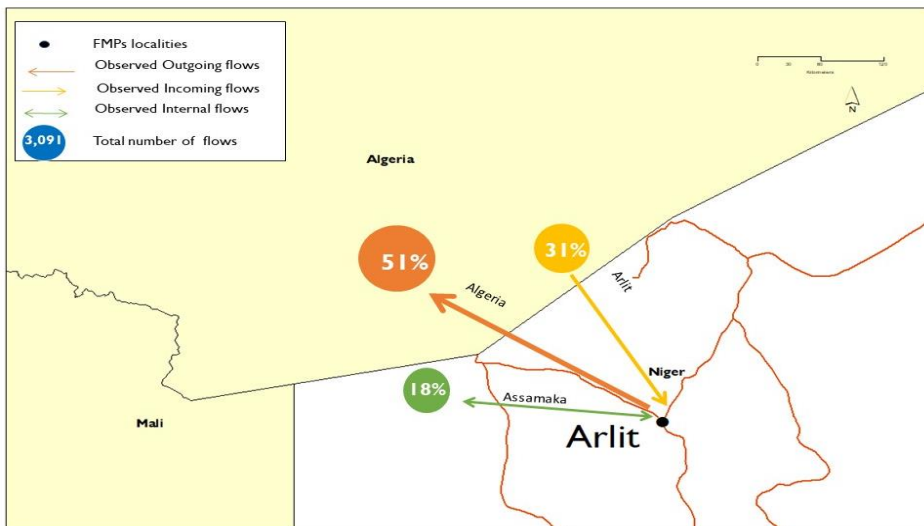 FMPs localities
Observed Outgoing flows
Observed Incoming flows
Observed Internal flows
3,091
Total number of flows
Algeria
N
51%
31%
Algeria
Arlit
Niger
18%
Assamaka
Mali
Arlit